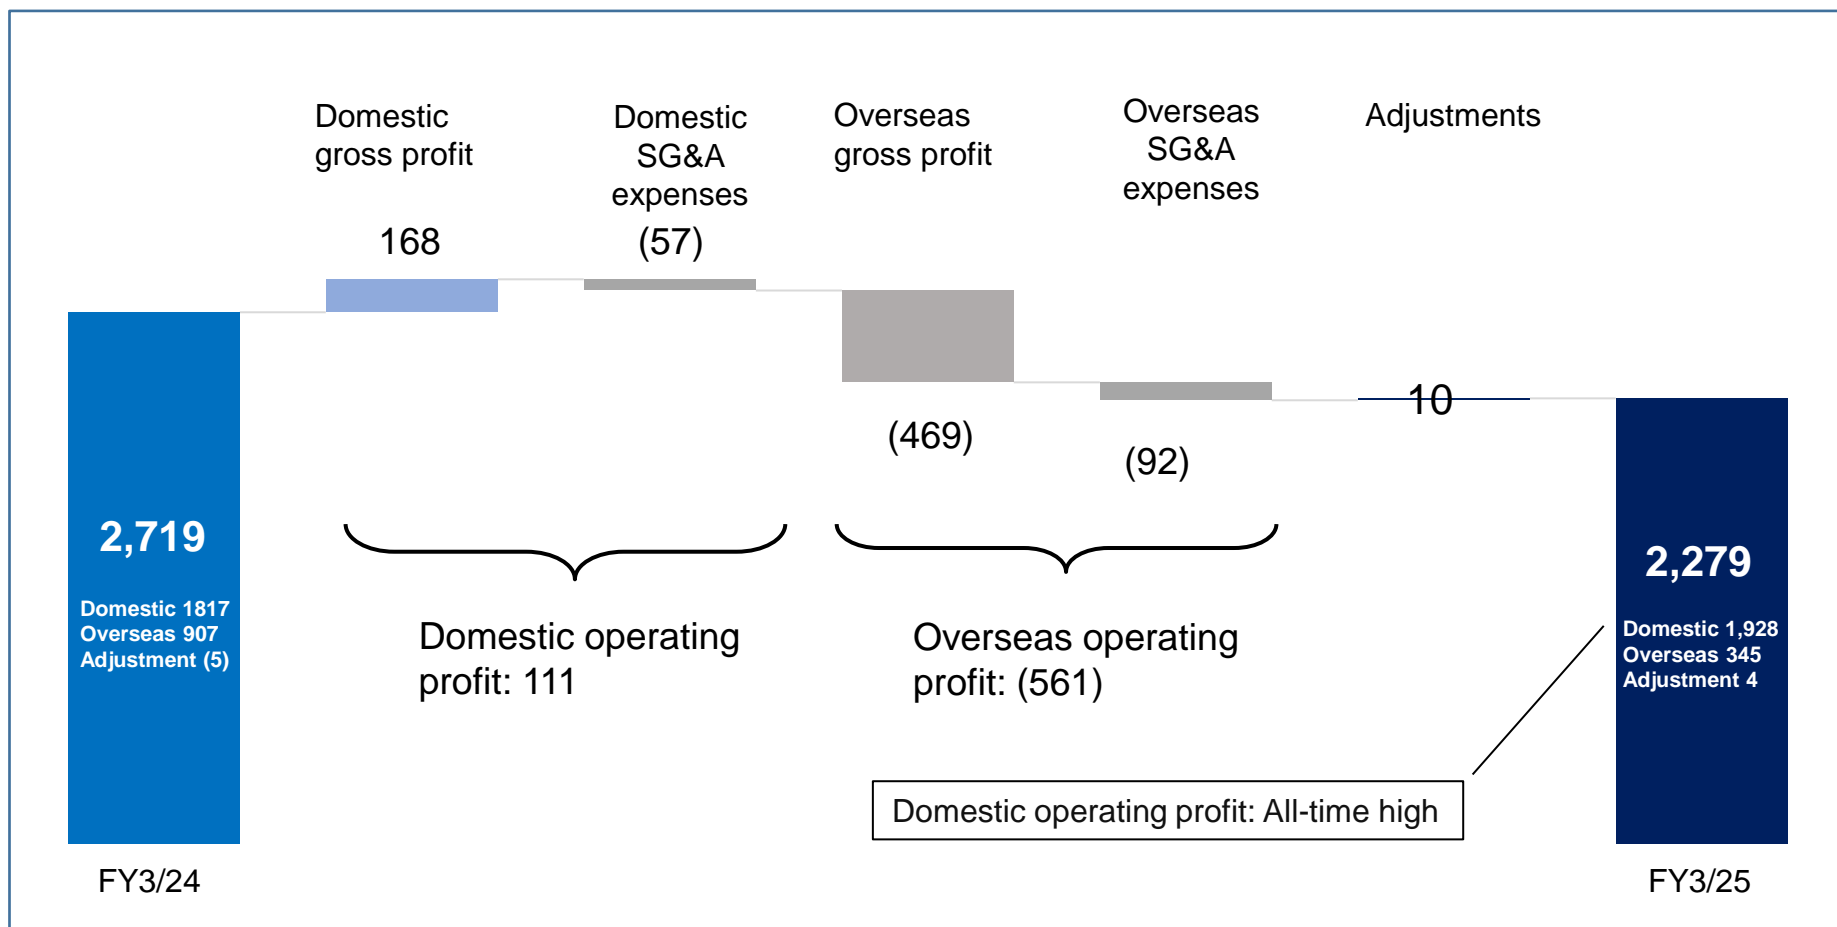 Domestic
gross profit
168
Domestic
SG&A
expenses
(57)
Overseas
gross profit
(469)
Overseas
SG&A
expenses
(92)
Adjustments
10
2,719
Domestic 1817
Overseas 907
Adjustment (5)
FY3/24
Domestic operating
profit: 111
Overseas operating
profit: (561)
2,279
Domestic 1,928
Overseas 345
Adjustment 4
Domestic operating profit: All-time high
FY3/25